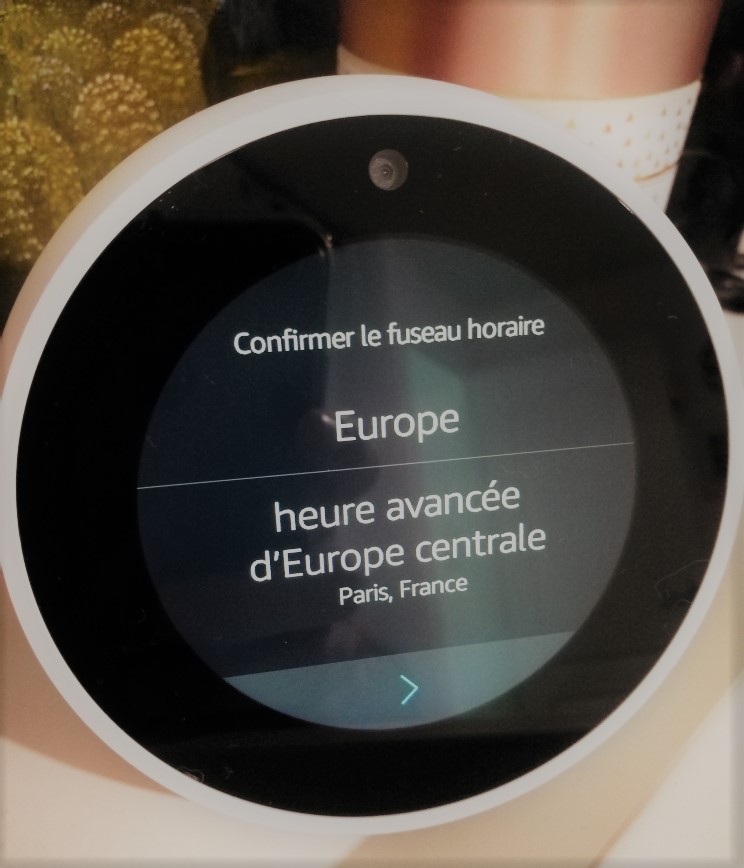 Confirmer le fuseau horaire
Europe
heure avancée
d'Europe centrale
Paris, France